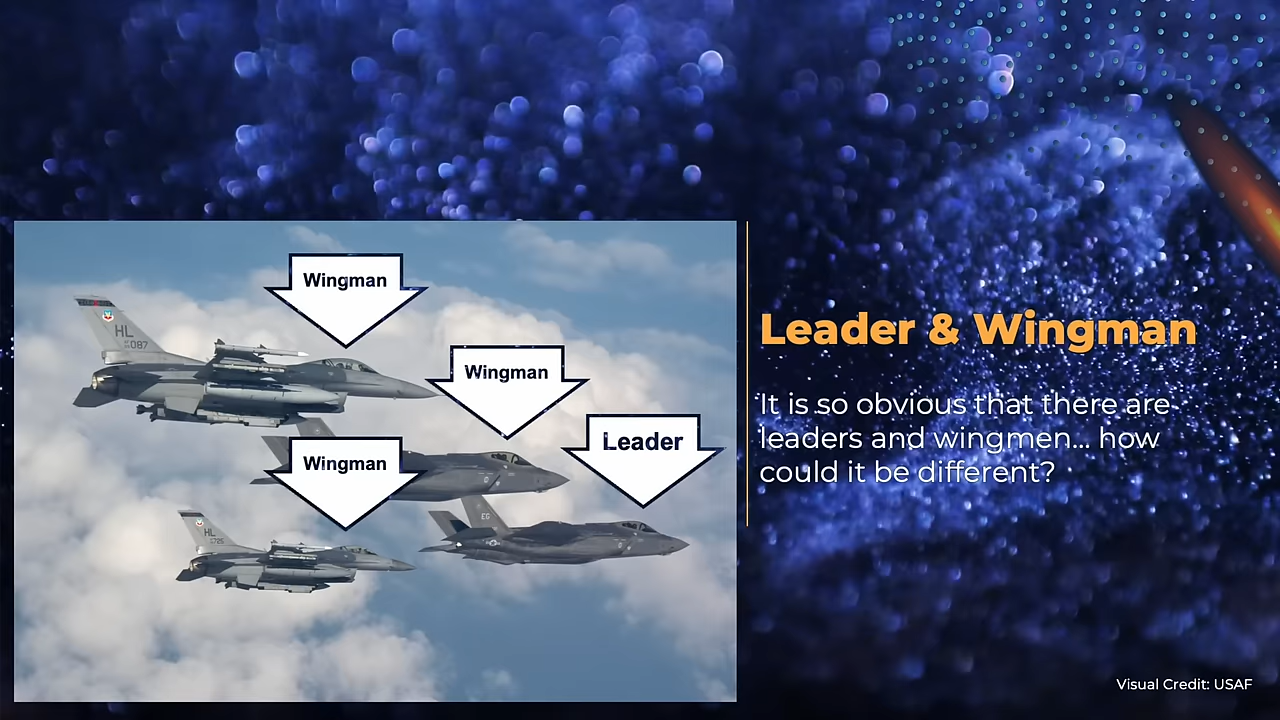 Wingman
Wingman
Leader
Wingman
HL
087
HL
EG
Leader & Wingman
It is so obvious that there are
leaders and wingmen... how
could it be different?
Visual Credit: USAF